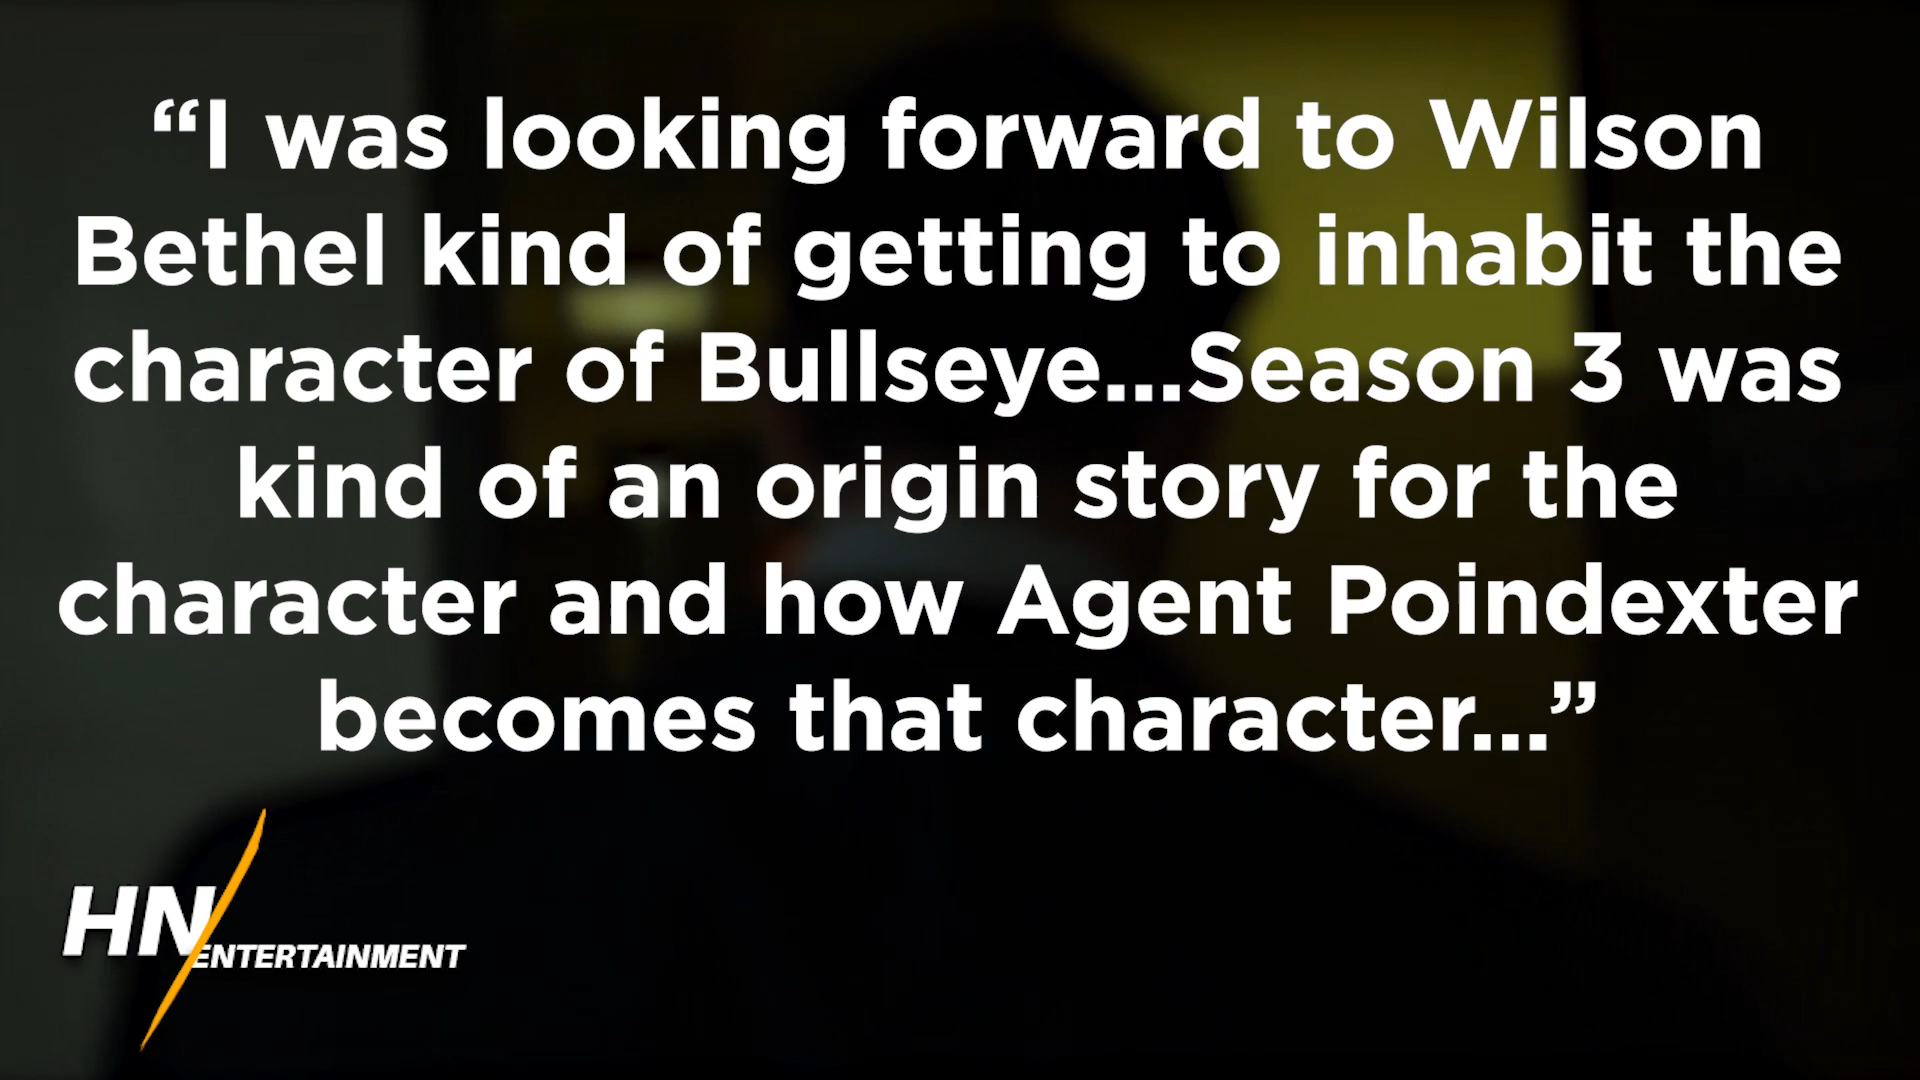 “I was looking forward to Wilson
Bethel kind of getting to inhabit the
character of Bullseye...Season 3 was
kind of an origin story for the
character and how Agent Poindexter
becomes that character...”
HN
ENTERTAINMENT